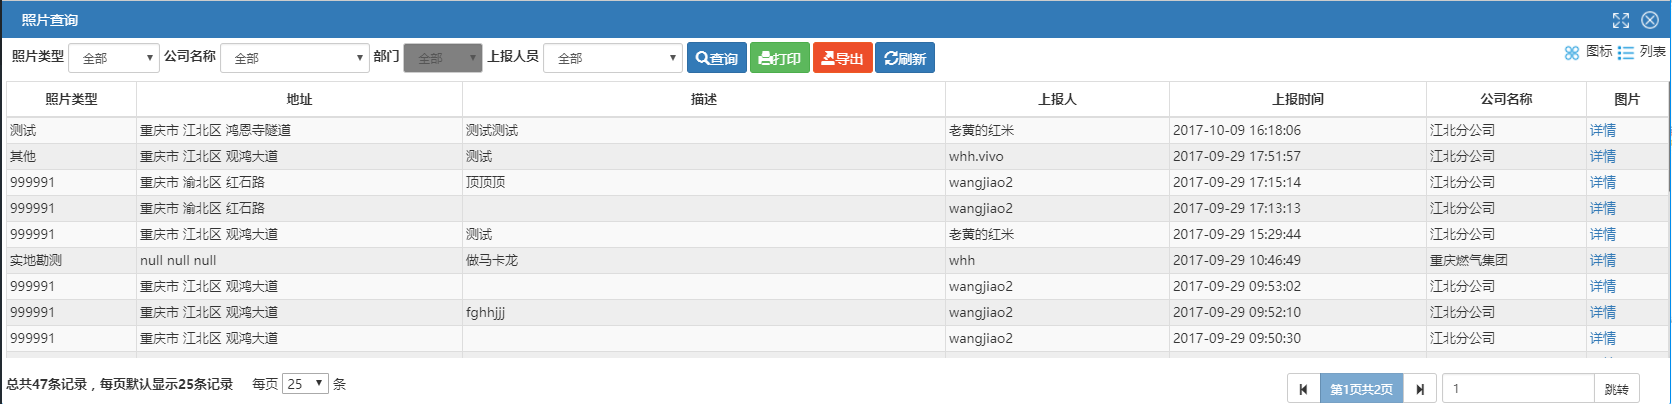 照片查询
照片类型 全部 公司名称 全部 部门 全部 上报人员 全部 查询 打印 导出 刷新 图标 列表
照片类型 地址 描述 上报人 上报时间 公司名称 图片
测试 重庆市 江北区 鸿恩寺隧道 测试测试 老黄的红米 2017-10-09 16:18:06 江北分公司 详情
其他 重庆市 江北区 观鸿大道 测试 whh.vivo 2017-09-29 17:51:57 江北分公司 详情
999991 重庆市 渝北区 红石路 顶顶顶 wangjiao2 2017-09-29 17:15:14 江北分公司 详情
999991 重庆市 渝北区 红石路 wangjiao2 2017-09-29 17:13:13 江北分公司 详情
999991 重庆市 江北区 观鸿大道 测试 老黄的红米 2017-09-29 15:29:44 江北分公司 详情
实地勘测 null null null 做马卡龙 whh 2017-09-29 10:46:49 重庆燃气集团 详情
999991 重庆市 江北区 观鸿大道 wangjiao2 2017-09-29 09:53:02 江北分公司 详情
999991 重庆市 江北区 观鸿大道 fghhjjj wangjiao2 2017-09-29 09:52:10 江北分公司 详情
999991 重庆市 江北区 观鸿大道 wangjiao2 2017-09-29 09:50:30 江北分公司 详情
总共47条记录，每页默认显示25条记录 每页 25 条 第1页共2页 1 跳转